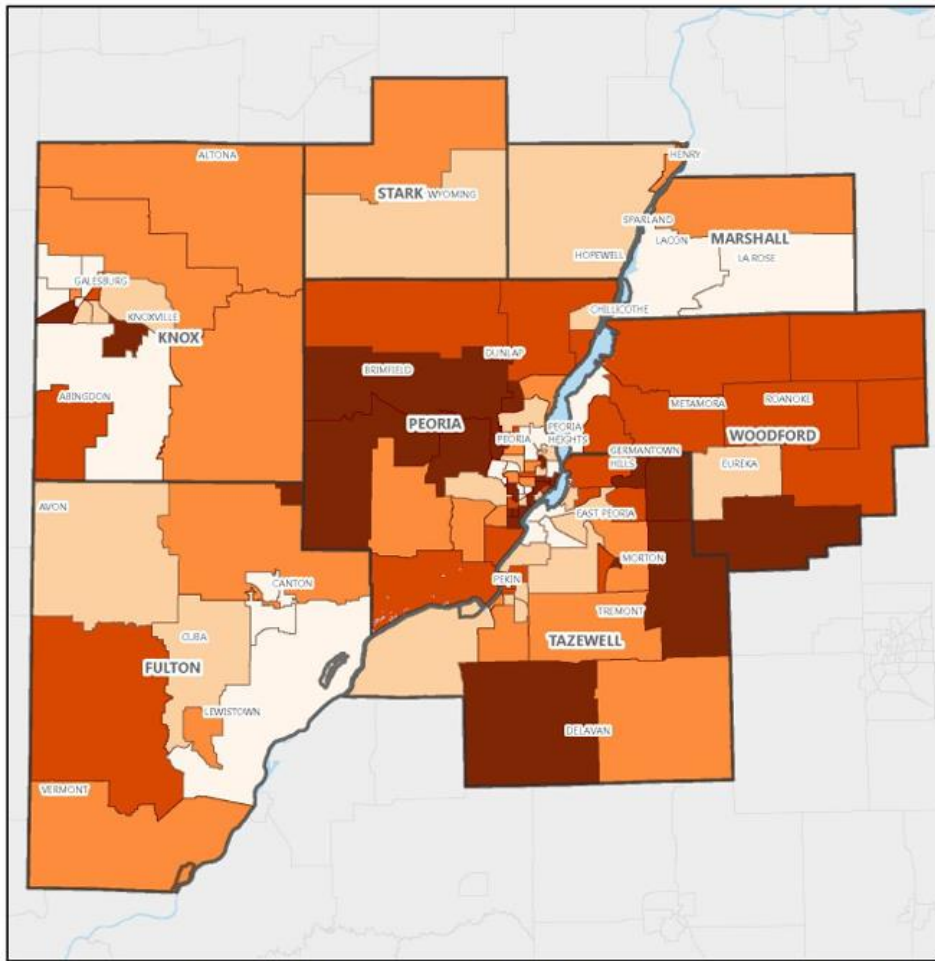 ALTONA
HENRY
STARK
WYOMING
SPARLAND
LACON
MARSHALL
HOPEWELL
LA ROSE
GALESBURG
CHILLICOTHE
KNOXVILLE
KNOX
DUNLAP
BRIMFIELD
ABINGDON
METAMORA
ROANOKE
PEORIA
PEORIA
PEORIA
HEIGHTS
WOODFORD
GERMANTOWN
HILLS
EUREKA
AVON
EAST PEORIA
MORTON
CANTON
PEKIN
TREMONT
CUBA
TAZEWELL
FULTON
LEWISTOWN
DELAVAN
VERMONT